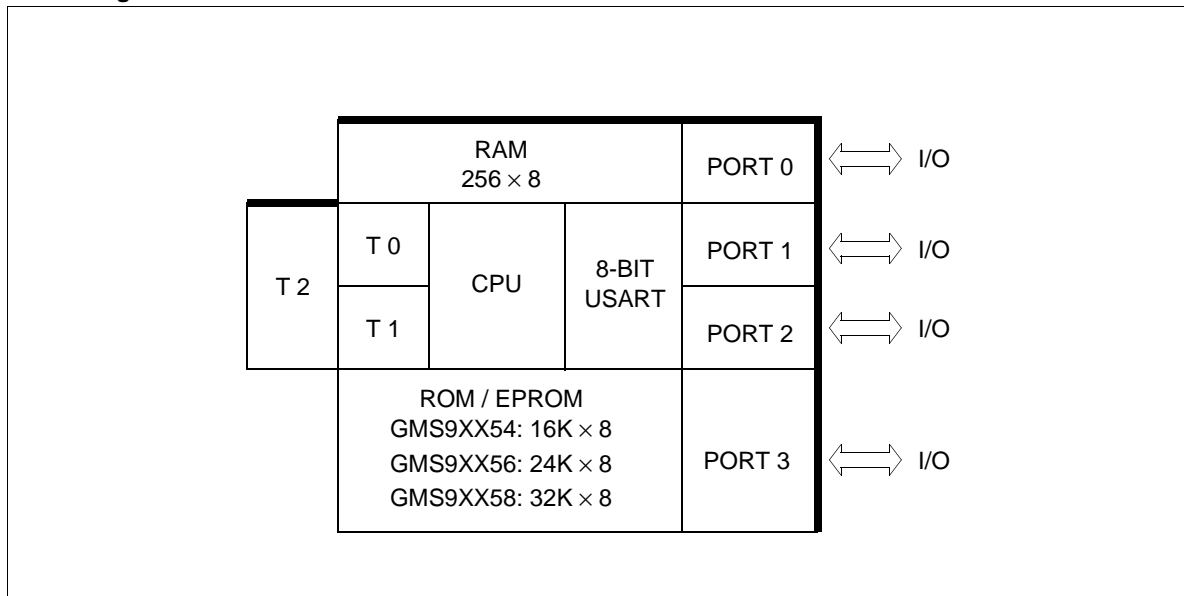 RAM
256 × 8
PORT 0
I/O
T 2
T 0
T 1
CPU
8-BIT
USART
PORT 1
I/O
PORT 2
I/O
ROM / EPROM
GMS9XX54: 16K × 8
GMS9XX56: 24K × 8
GMS9XX58: 32K × 8
PORT 3
I/O